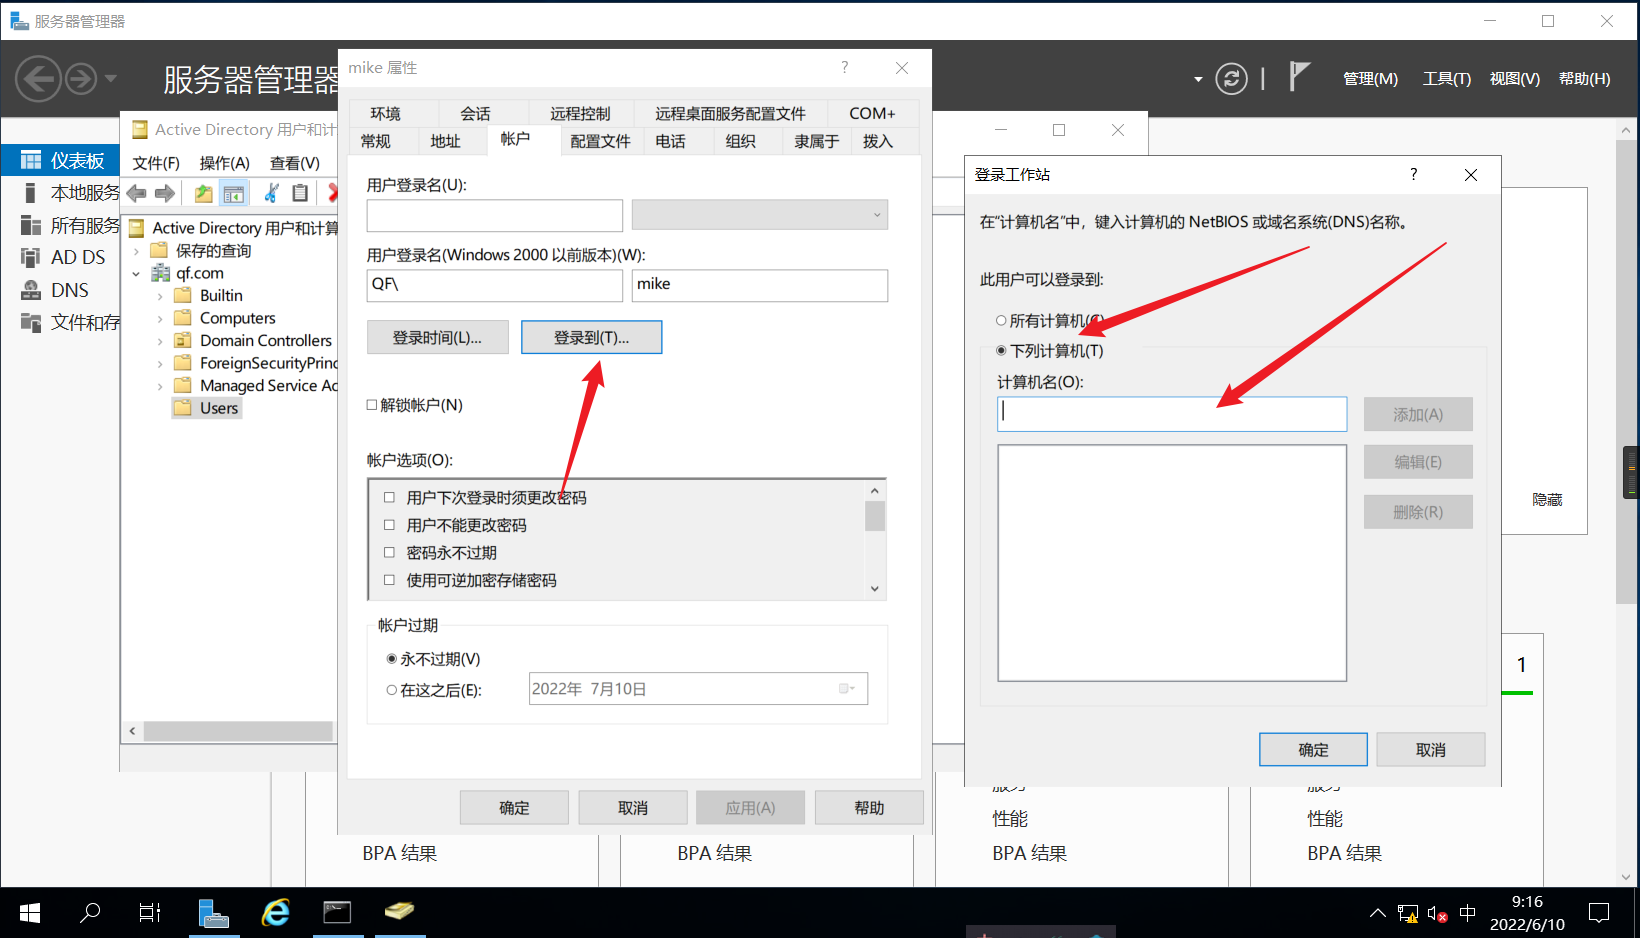 服务器管理器
服务器管理器
管理(M) 工具(T) 视图(V) 帮助(H)
仪表板
本地服务
所有服务
AD DS
DNS
文件和存
Active Directory 用户和计
文件(F) 操作(A) 查看(V)
Active Directory 用户和计算
保存的查询
qf.com
Builtin
Computers
Domain Controllers
ForeignSecurityPrinc
Managed Service Ac
Users
mike 属性
环境 会话 远程控制 远程桌面服务配置文件 COM+
常规 地址 帐户 配置文件 电话 组织 隶属于 拨入
用户登录名(U):
用户登录名(Windows 2000 以前版本)(W):
QF\ mike
登录时间(L)... 登录到(T)...
解锁帐户(N)
帐户选项(O):
用户下次登录时须更改密码
用户不能更改密码
密码永不过期
使用可逆加密存储密码
帐户过期
永不过期(V)
在这之后(E): 2022年 7月10日
确定 取消 应用(A) 帮助
登录工作站
在"计算机名"中，键入计算机的 NetBIOS 或域名系统(DNS)名称。
此用户可以登录到:
所有计算机(C)
下列计算机(T)
计算机名(O):
添加(A)
编辑(E)
删除(R)
确定 取消
隐藏
1
服务 服务
性能 性能
BPA 结果 BPA 结果 BPA 结果 BPA 结果
中
9:16
2022/6/10